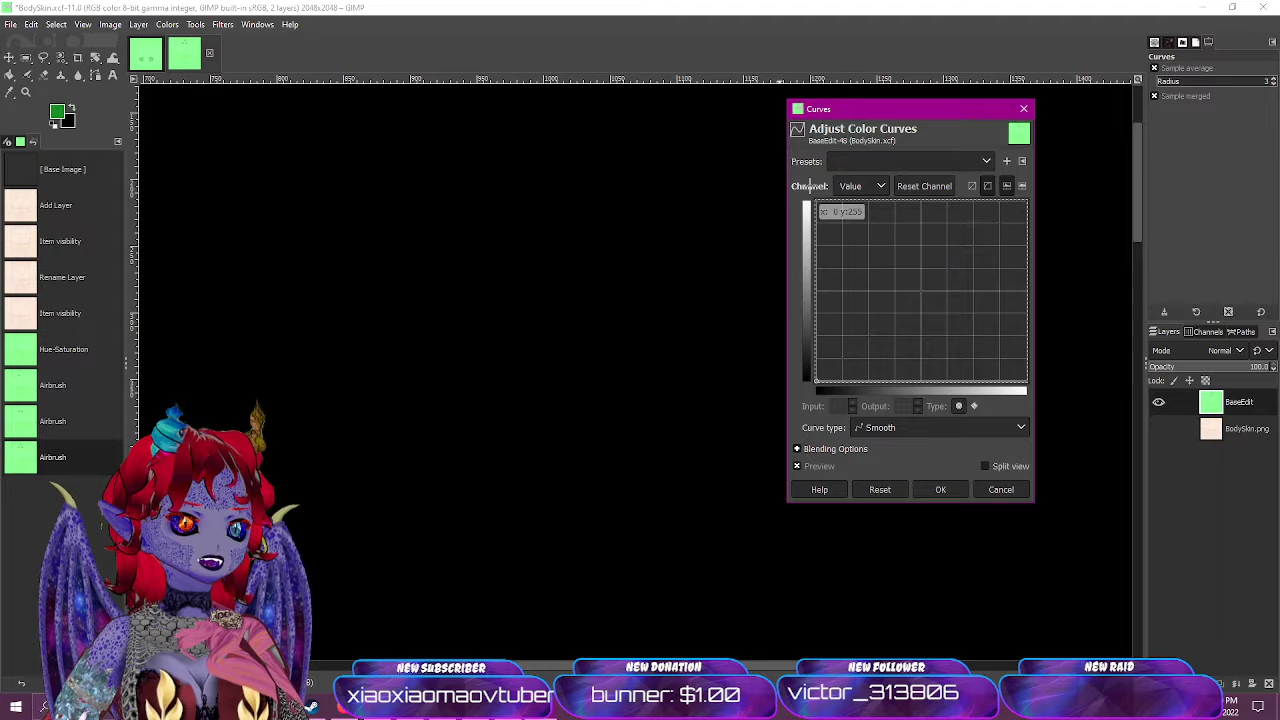 *BodySkin.xcf-11.0 (RGB color 8-bit gamma integer, GIMP built-in sRGB, 2 layers) 2048x2048 – GIMP
File Edit Select View Image Layer Colors Tools Filters Windows Help
Curves
Sample average
Radius 3
Sample merged
Curves
Adjust Color Curves
BaseEdit-48 (BodySkin.xcf)
Presets:
Channel: Value Reset Channel
x: 0 y:255
Input: Output: Type:
Curve type: Smooth
Blending Options
Preview Split view
Help Reset OK Cancel
[ Base Image ]
Add Layer
Item visibility
Rename Layer
Item visibility
Hue-Saturation
Airbrush
Airbrush
Airbrush
Layers Channels Paths
Mode Normal
Opacity 100.0
Lock:
BaseEdit
BodySkin.png
NEW SUBSCRIBER
xiaoxiaomaovtuber
NEW DONATION
bunner: $1.00
NEW FOLLOWER
victor_313806
NEW RAID
PM